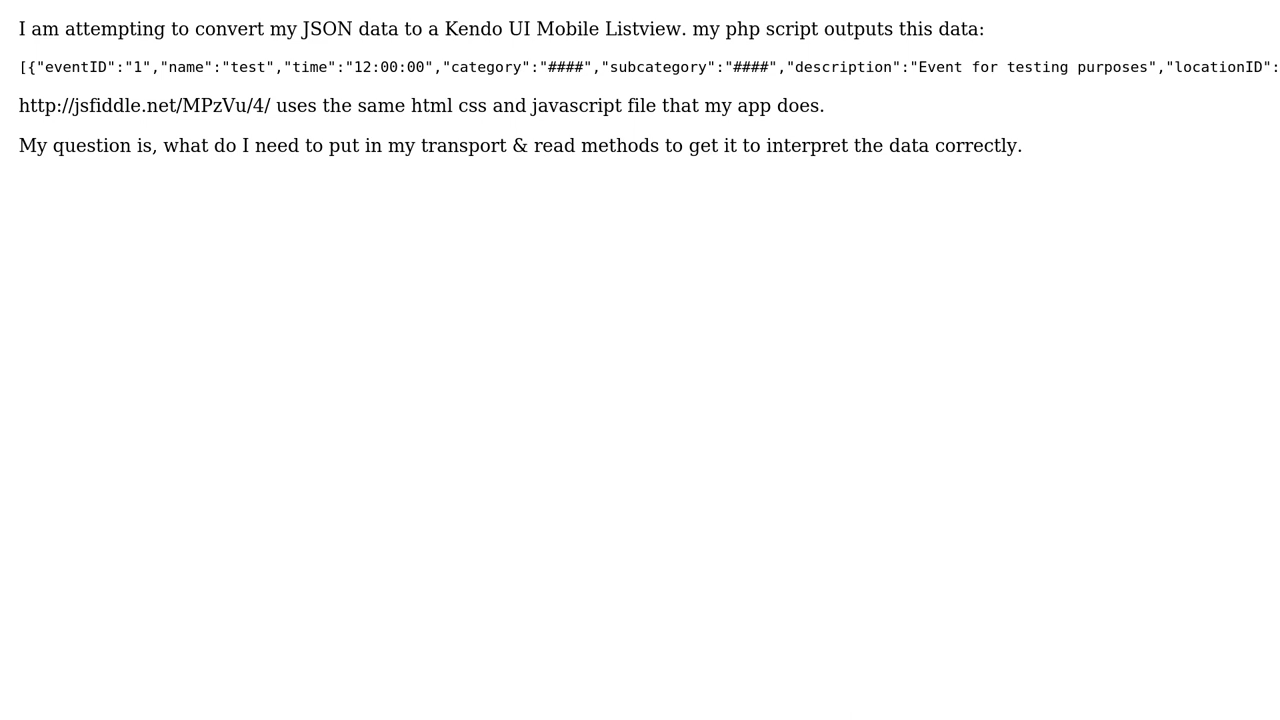 I am attempting to convert my JSON data to a Kendo UI Mobile Listview. my php script outputs this data:
[{"eventID":"1","name":"test","time":"12:00:00","category":"####","subcategory":"####","description":"Event for testing purposes","locationID":
http://jsfiddle.net/MPzVu/4/ uses the same html css and javascript file that my app does.
My question is, what do I need to put in my transport & read methods to get it to interpret the data correctly.